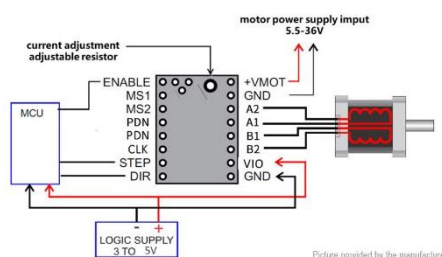 motor power supply imput
5.5-36V
current adjustment
adjustable resistor
ENABLE
MS1
MS2
PDN
PDN
CLK
STEP
DIR
+VMOT
GND
A2
A1
B1
B2
VIO
GND
MCU
- +
LOGIC SUPPLY
3 TO 5V
Picture provided by the manufacturer